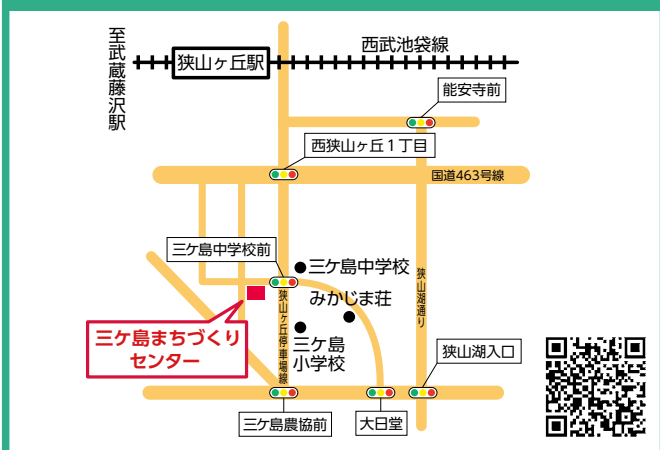 至武蔵藤沢駅
西武池袋線
狭山ヶ丘駅
能安寺前
西狭山ヶ丘1丁目
国道463号線
三ケ島中学校前
三ケ島中学校
狭山湖通り
みかじま荘
狭山ヶ丘停車場線
三ケ島まちづくり
センター
三ケ島
小学校
狭山湖入口
三ケ島農協前
大日堂